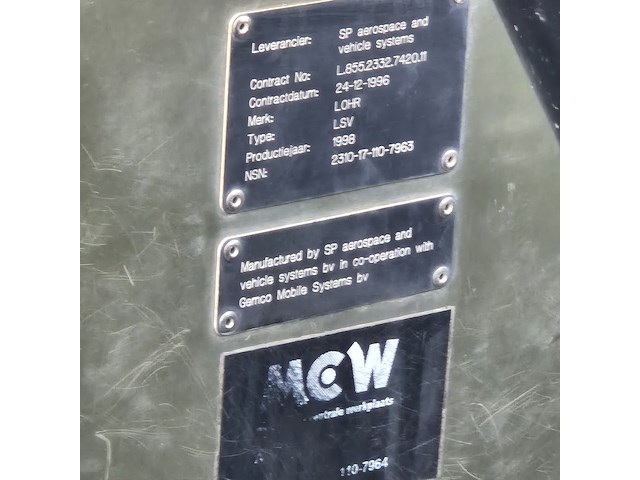 Leverancier: SP aerospace and
vehicle systems
Contract No: L.855.2332.7420.11
Contractdatum: 24-12-1996
Merk: LOHR
Type: LSV
Productiejaar: 1998
NSN: 2310-17-110-7963
Manufactured by SP aerospace and
vehicle systems bv in co-operation with
Gemco Mobile Systems bv
MCW
werkplaats
110-7964